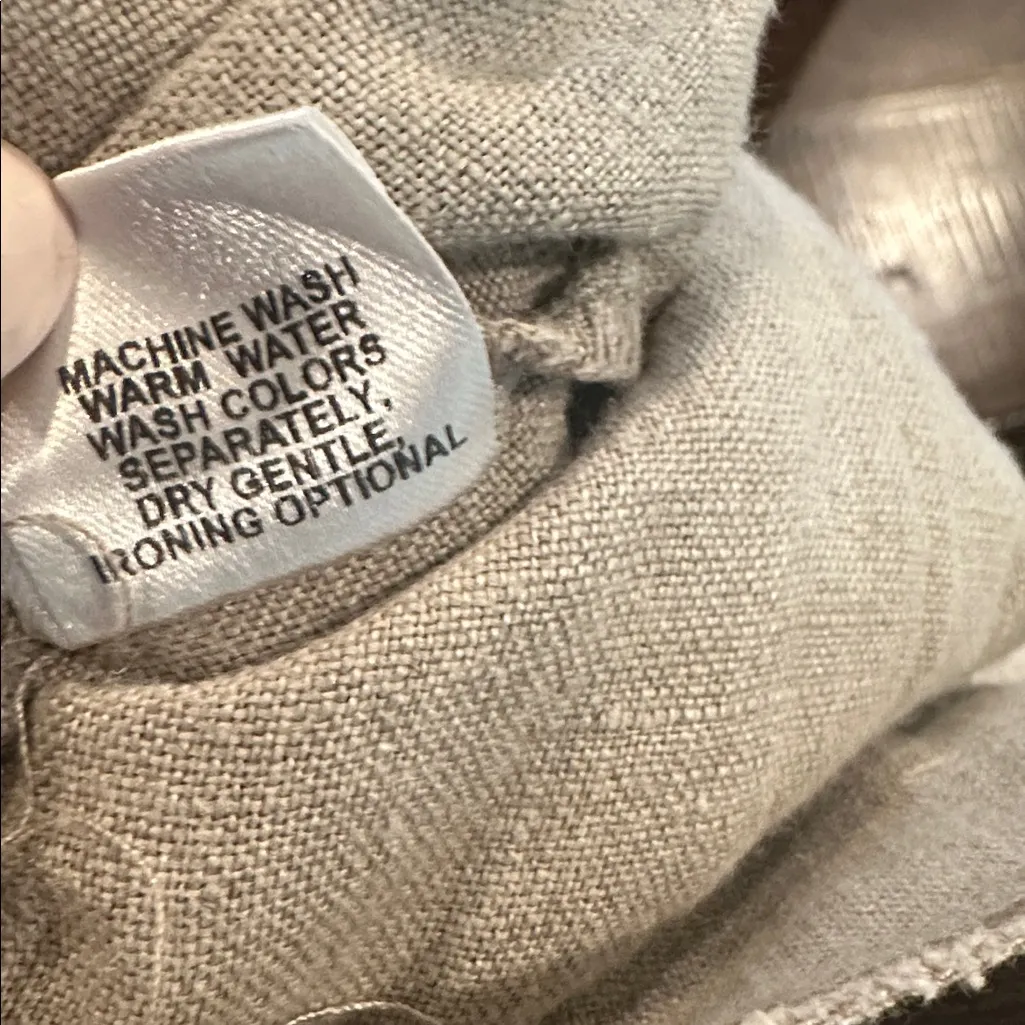 MACHINE WASH
WARM WATER
WASH COLORS
SEPARATELY,
DRY GENTLE,
IRONING OPTIONAL